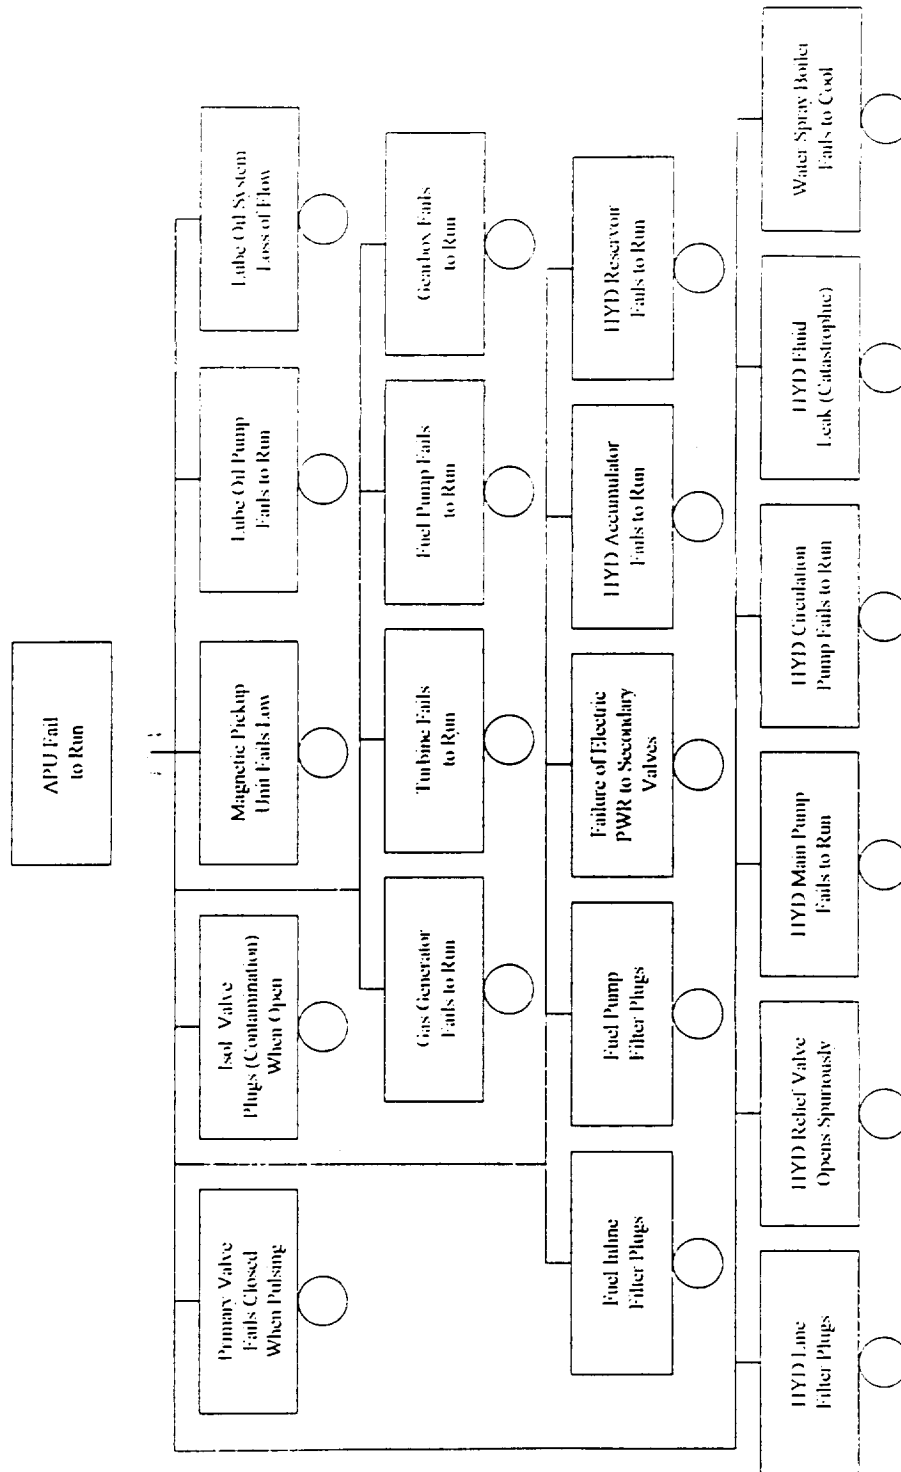 APU Fail
to Run
Primary Valve
Fails Closed
When Pulsing
Isol Valve
Plugs (Contamination)
When Open
Magnetic Pickup
Unit Fails Low
Lube Oil Pump
Fails to Run
Lube Oil System
Loss of Flow
Gas Generator
Fails to Run
Turbine Fails
to Run
Fuel Pump Fails
to Run
Gearbox Fails
to Run
Fuel Inline
Filter Plugs
Fuel Pump
Filter Plugs
Failure of Electric
PWR to Secondary
Valves
HYD Accumulator
Fails to Run
HYD Reservoir
Fails to Run
HYD Line
Filter Plugs
HYD Relief Valve
Opens Spuriously
HYD Main Pump
Fails to Run
HYD Circulation
Pump Fails to Run
HYD Fluid
Leak (Catastrophic)
Water Spray Boiler
Fails to Cool